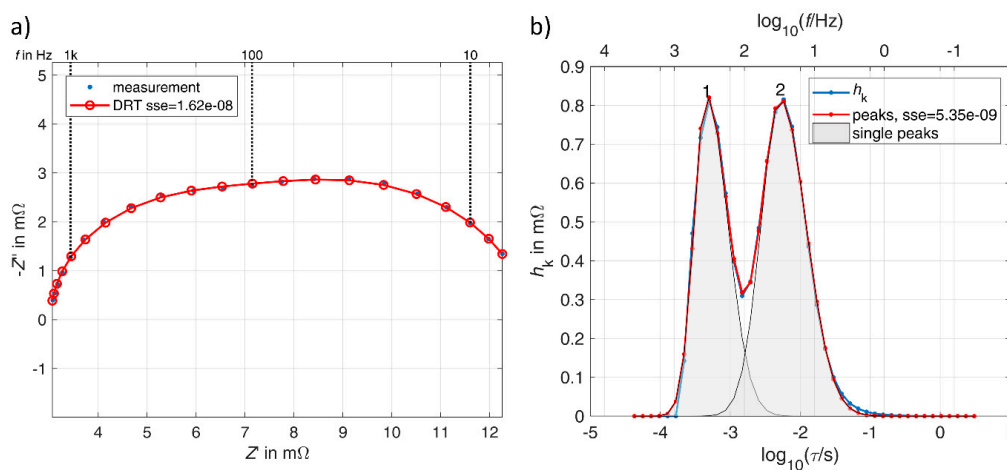 a)
f in Hz 1k 100 10
measurement
DRT sse=1.62e-08
5
4
3
2
1
0
-1
-Z'' in mΩ
4 5 6 7 8 9 10 11 12
Z' in mΩ
b)
log10(f/Hz)
4 3 2 1 0 -1
hk
peaks, sse=5.35e-09
single peaks
1 2
0.9
0.8
0.7
0.6
0.5
0.4
0.3
0.2
0.1
0
hk in mΩ
-5 -4 -3 -2 -1 0 1
log10(τ/s)